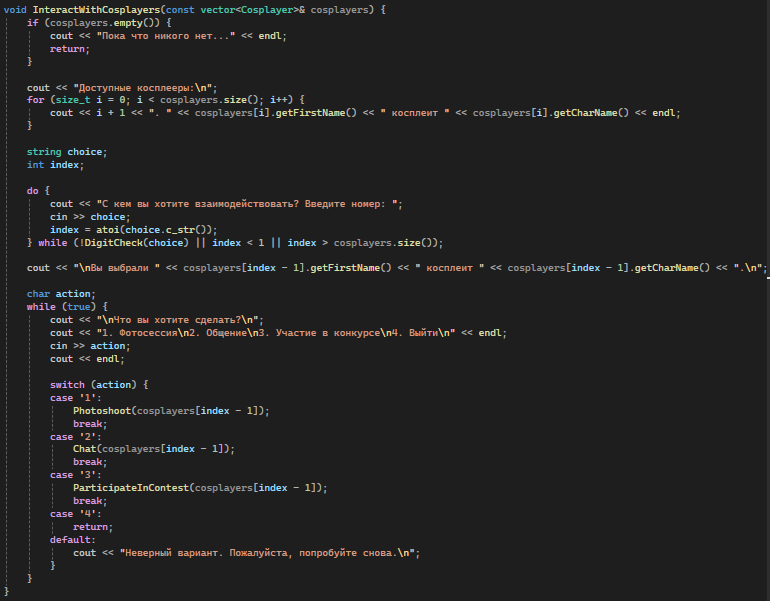 void InteractWithCosplayers(const vector<Cosplayer>& cosplayers) {
if (cosplayers.empty()) {
cout << "Пока что никого нет..." << endl;
return;
}
cout << "Доступные косплееры:\n";
for (size_t i = 0; i < cosplayers.size(); i++) {
cout << i + 1 << ". " << cosplayers[i].getFirstName() << " косплеит " << cosplayers[i].getCharName() << endl;
}
string choice;
int index;
do {
cout << "С кем вы хотите взаимодействовать? Введите номер: ";
cin >> choice;
index = atoi(choice.c_str());
} while (!DigitCheck(choice) || index < 1 || index > cosplayers.size());
cout << "\nВы выбрали " << cosplayers[index - 1].getFirstName() << " косплеит " << cosplayers[index - 1].getCharName() << ".\n";
char action;
while (true) {
cout << "\nЧто вы хотите сделать?\n";
cout << "1. Фотосессия\n2. Общение\n3. Участие в конкурсе\n4. Выйти\n" << endl;
cin >> action;
cout << endl;
switch (action) {
case '1':
Photoshoot(cosplayers[index - 1]);
break;
case '2':
Chat(cosplayers[index - 1]);
break;
case '3':
ParticipateInContest(cosplayers[index - 1]);
break;
case '4':
return;
default:
cout << "Неверный вариант. Пожалуйста, попробуйте снова.\n";
}
}
}